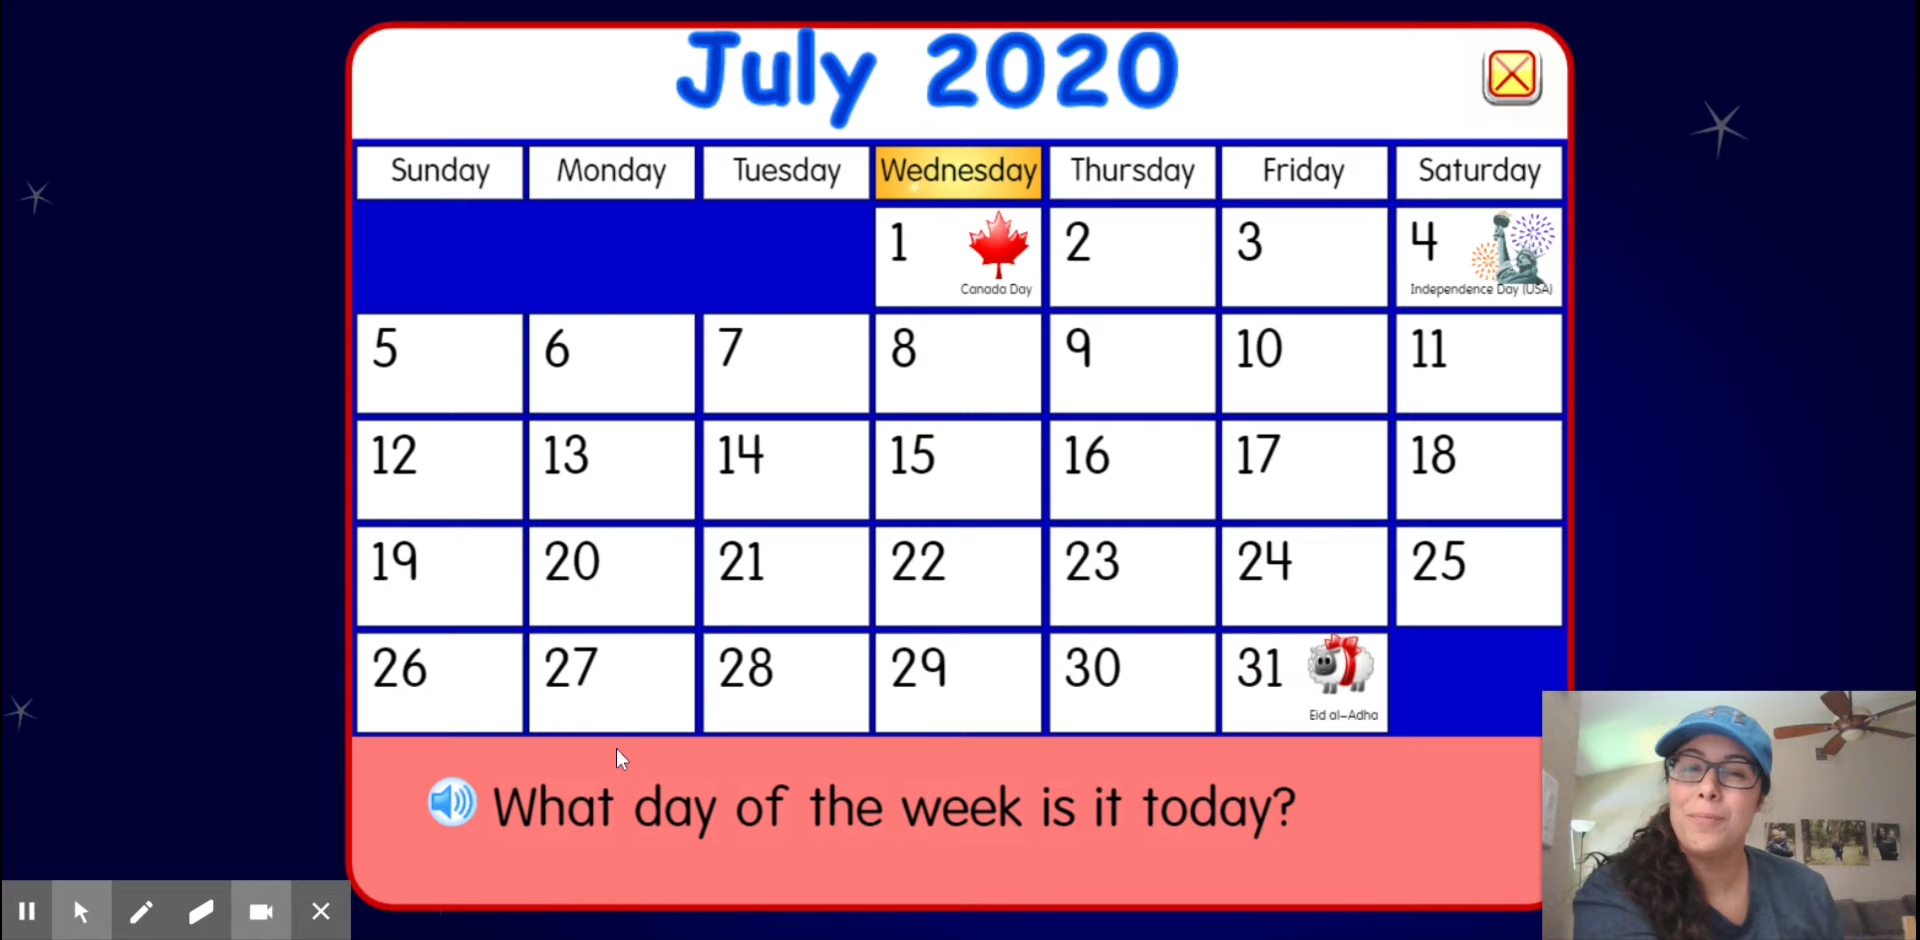 July 2020
Sunday Monday Tuesday Wednesday Thursday Friday Saturday
1 2 3 4
Canada Day Independence Day (USA)
5 6 7 8 9 10 11
12 13 14 15 16 17 18
19 20 21 22 23 24 25
26 27 28 29 30 31
Eid al-Adha
What day of the week is it today?